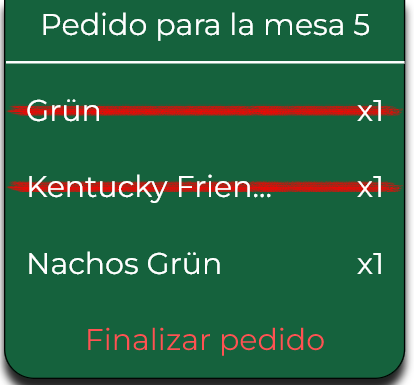 Pedido para la mesa 5
Grün x1
Kentucky Frien... x1
Nachos Grün x1
Finalizar pedido